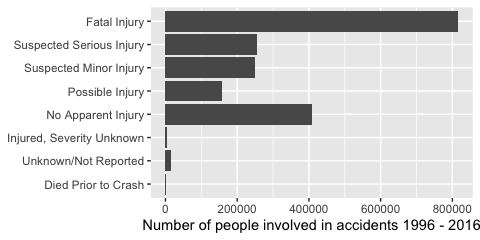 Fatal Injury
Suspected Serious Injury
Suspected Minor Injury
Possible Injury
No Apparent Injury
Injured, Severity Unknown
Unknown/Not Reported
Died Prior to Crash
0 200000 400000 600000 800000
Number of people involved in accidents 1996 - 2016